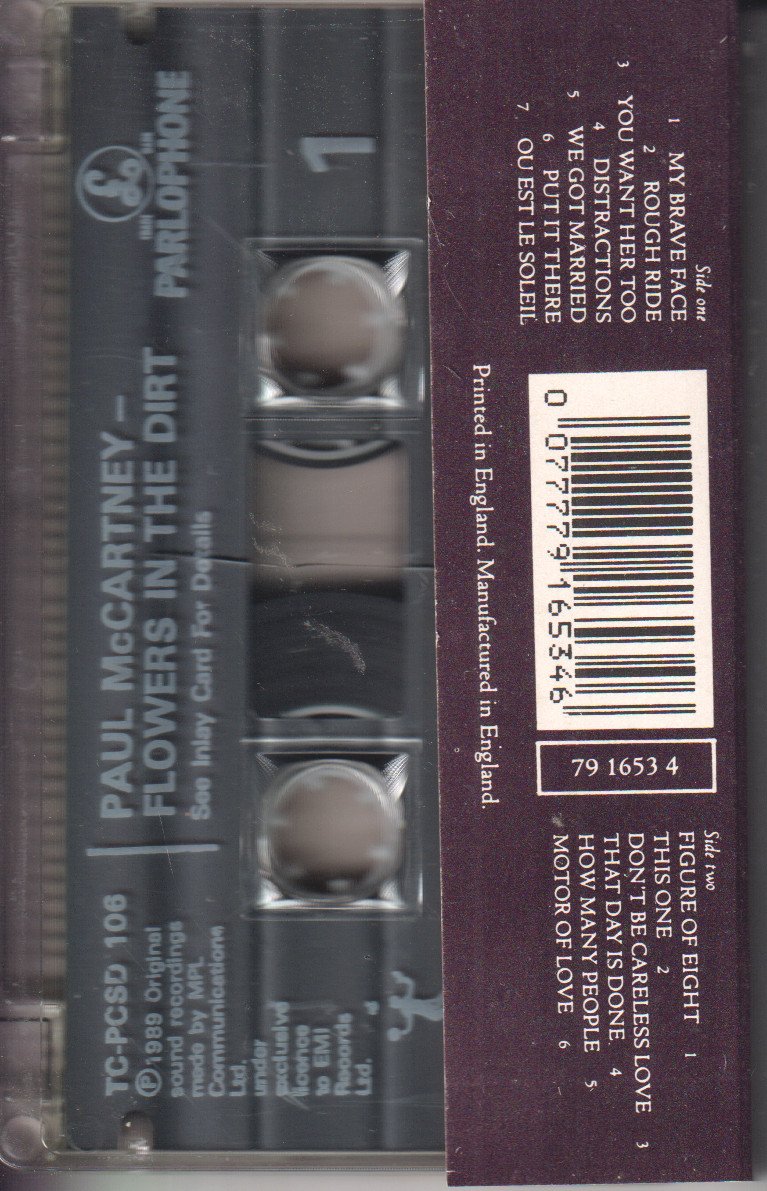 1
PARLOPHONE
PAUL McCARTNEY –
FLOWERS IN THE DIRT
See Inlay Card For Details
TC-PCSD 106
℗ 1989 Original
sound recordings
made by MPL
Communications
Ltd.
under
exclusive
licence
to EMI
Records
Ltd.
Side one
1 MY BRAVE FACE
2 ROUGH RIDE
3 YOU WANT HER TOO
4 DISTRACTIONS
5 WE GOT MARRIED
6 PUT IT THERE
7 OU EST LE SOLEIL
0 077779 165346
79 1653 4
Printed in England. Manufactured in England.
Side two
FIGURE OF EIGHT 1
THIS ONE 2
DON'T BE CARELESS LOVE 3
THAT DAY IS DONE 4
HOW MANY PEOPLE 5
MOTOR OF LOVE 6